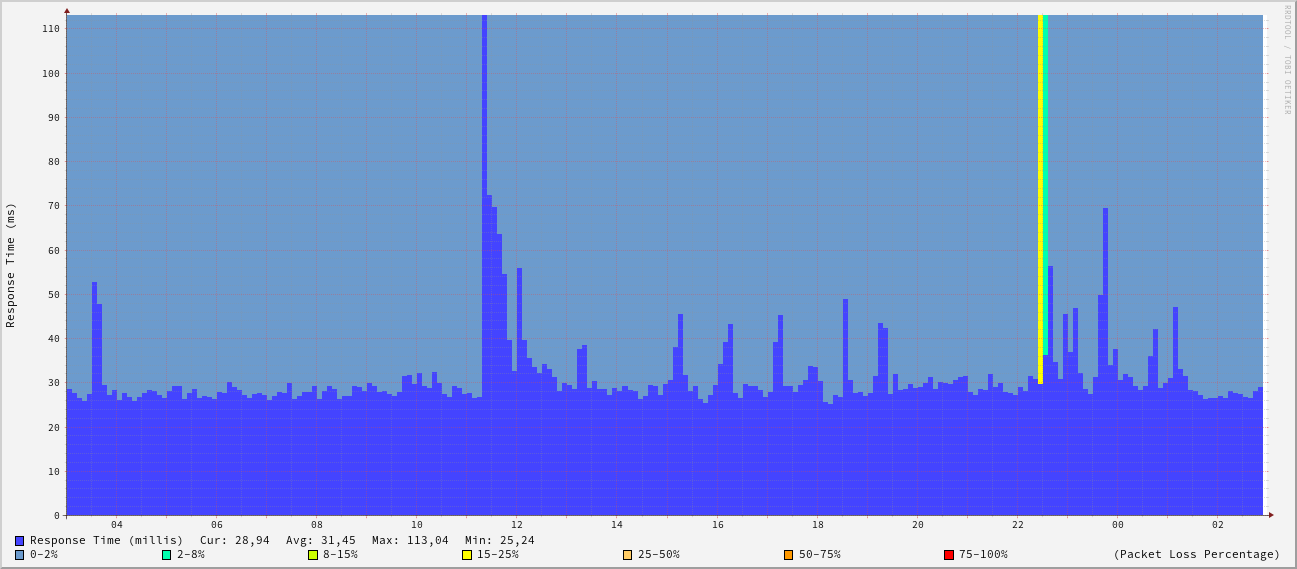 RRDTOOL / TOBI OETIKER
Response Time (ms)
110
100
90
80
70
60
50
40
30
20
10
0
04 06 08 10 12 14 16 18 20 22 00 02
Response Time (millis) Cur: 28,94 Avg: 31,45 Max: 113,04 Min: 25,24
0-2% 2-8% 8-15% 15-25% 25-50% 50-75% 75-100% (Packet Loss Percentage)